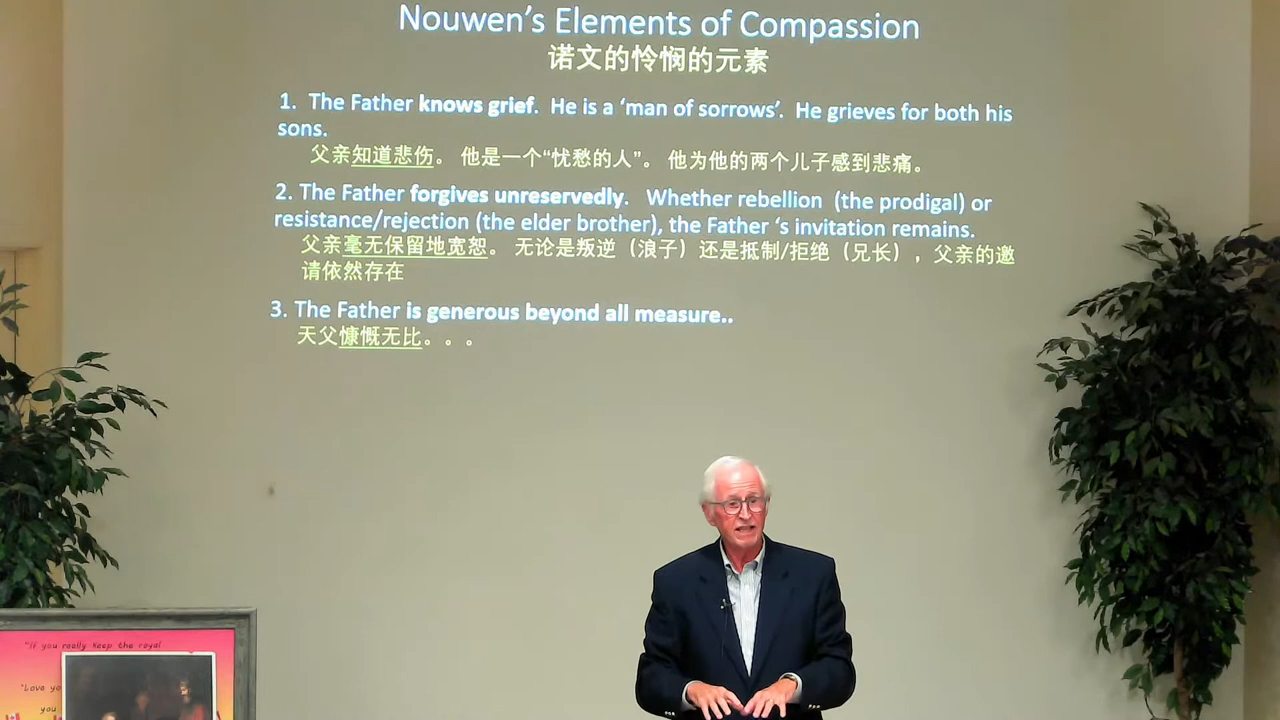 Nouwen's Elements of Compassion
诺文的怜悯的元素
1. The Father knows grief. He is a ‘man of sorrows’. He grieves for both his
sons.
父亲知道悲伤。 他是一个“忧愁的人”。 他为他的两个儿子感到悲痛。
2. The Father forgives unreservedly. Whether rebellion (the prodigal) or
resistance/rejection (the elder brother), the Father ‘s invitation remains.
父亲毫无保留地宽恕。 无论是叛逆（浪子）还是抵制/拒绝（兄长），父亲的邀
请依然存在
3. The Father is generous beyond all measure..
天父慷慨无比。。。
"If you really keep the royal
"Love yo
you